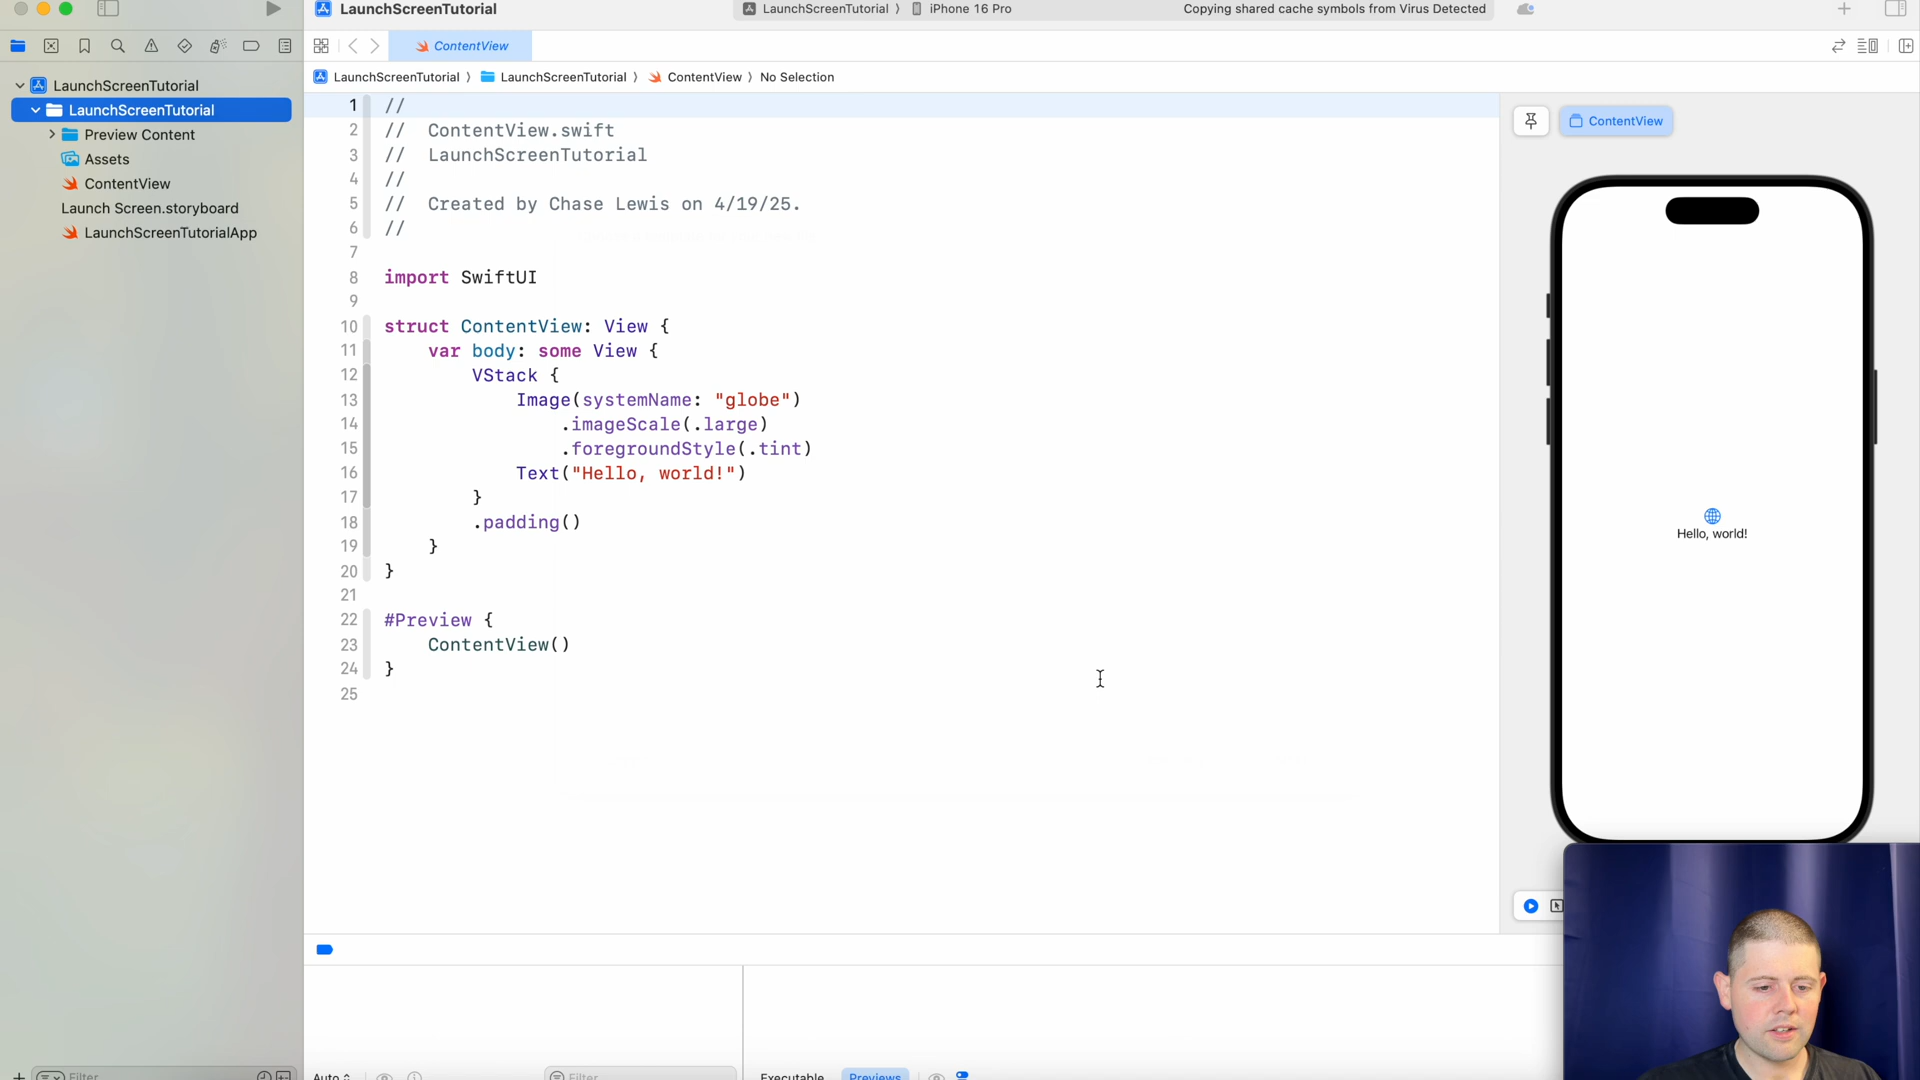 LaunchScreenTutorial
LaunchScreenTutorial 〉 iPhone 16 Pro
Copying shared cache symbols from Virus Detected
ContentView
LaunchScreenTutorial 〉 LaunchScreenTutorial 〉 ContentView 〉 No Selection
LaunchScreenTutorial
LaunchScreenTutorial
Preview Content
Assets
ContentView
Launch Screen.storyboard
LaunchScreenTutorialApp
1 //
2 //  ContentView.swift
3 //  LaunchScreenTutorial
4 //
5 //  Created by Chase Lewis on 4/19/25.
6 //
7
8 import SwiftUI
9
10 struct ContentView: View {
11     var body: some View {
12         VStack {
13             Image(systemName: "globe")
14                 .imageScale(.large)
15                 .foregroundStyle(.tint)
16             Text("Hello, world!")
17         }
18         .padding()
19     }
20 }
21
22 #Preview {
23     ContentView()
24 }
25
ContentView
Hello, world!
Filter
Auto
Filter
Executable
Previews